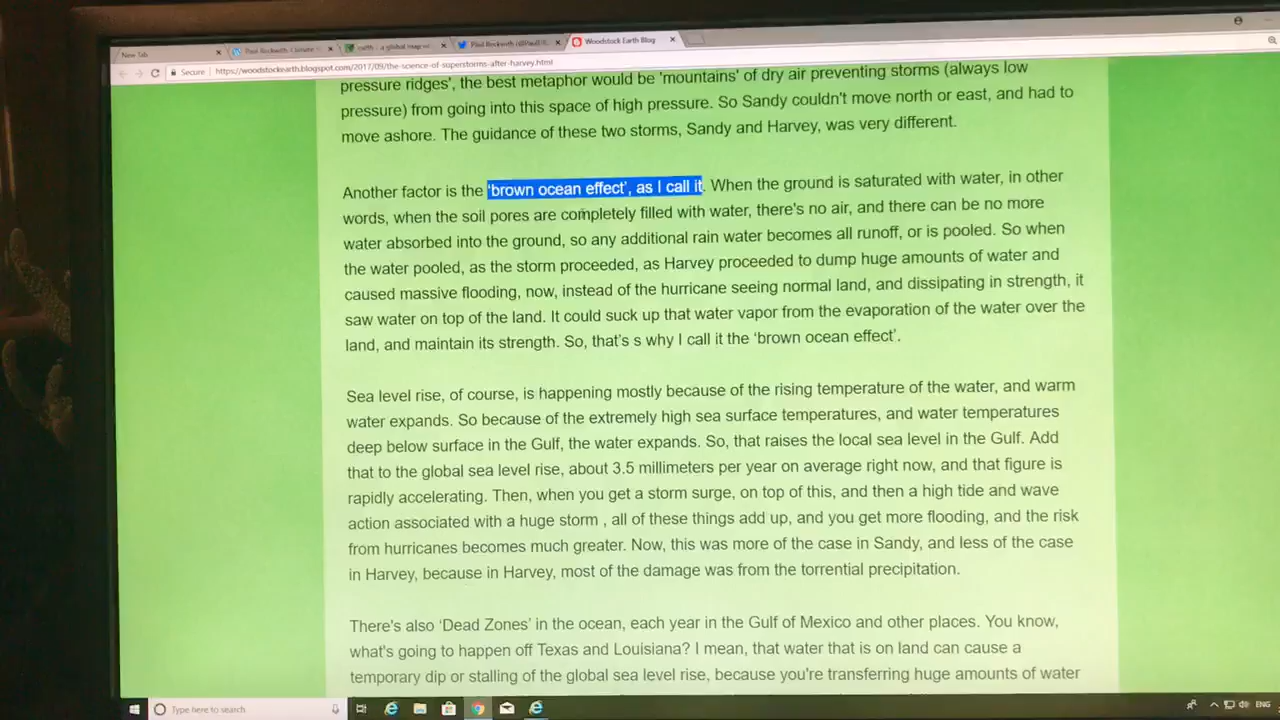 New Tab
Paul Beckwith
earth : a global map
Paul Beckwith
Woodstock Earth Blog
Secure
https://woodstockearth.blogspot.com/2017/09/the-science-of-superstorms-after-harvey.html
pressure ridges', the best metaphor would be 'mountains' of dry air preventing storms (always low
pressure) from going into this space of high pressure. So Sandy couldn't move north or east, and had to
move ashore. The guidance of these two storms, Sandy and Harvey, was very different.
Another factor is the ‘brown ocean effect’, as I call it. When the ground is saturated with water, in other
words, when the soil pores are completely filled with water, there's no air, and there can be no more
water absorbed into the ground, so any additional rain water becomes all runoff, or is pooled. So when
the water pooled, as the storm proceeded, as Harvey proceeded to dump huge amounts of water and
caused massive flooding, now, instead of the hurricane seeing normal land, and dissipating in strength, it
saw water on top of the land. It could suck up that water vapor from the evaporation of the water over the
land, and maintain its strength. So, that’s s why I call it the ‘brown ocean effect’.
Sea level rise, of course, is happening mostly because of the rising temperature of the water, and warm
water expands. So because of the extremely high sea surface temperatures, and water temperatures
deep below surface in the Gulf, the water expands. So, that raises the local sea level in the Gulf. Add
that to the global sea level rise, about 3.5 millimeters per year on average right now, and that figure is
rapidly accelerating. Then, when you get a storm surge, on top of this, and then a high tide and wave
action associated with a huge storm , all of these things add up, and you get more flooding, and the risk
from hurricanes becomes much greater. Now, this was more of the case in Sandy, and less of the case
in Harvey, because in Harvey, most of the damage was from the torrential precipitation.
There's also ‘Dead Zones’ in the ocean, each year in the Gulf of Mexico and other places. You know,
what's going to happen off Texas and Louisiana? I mean, that water that is on land can cause a
temporary dip or stalling of the global sea level rise, because you're transferring huge amounts of water
Type here to search
ENG